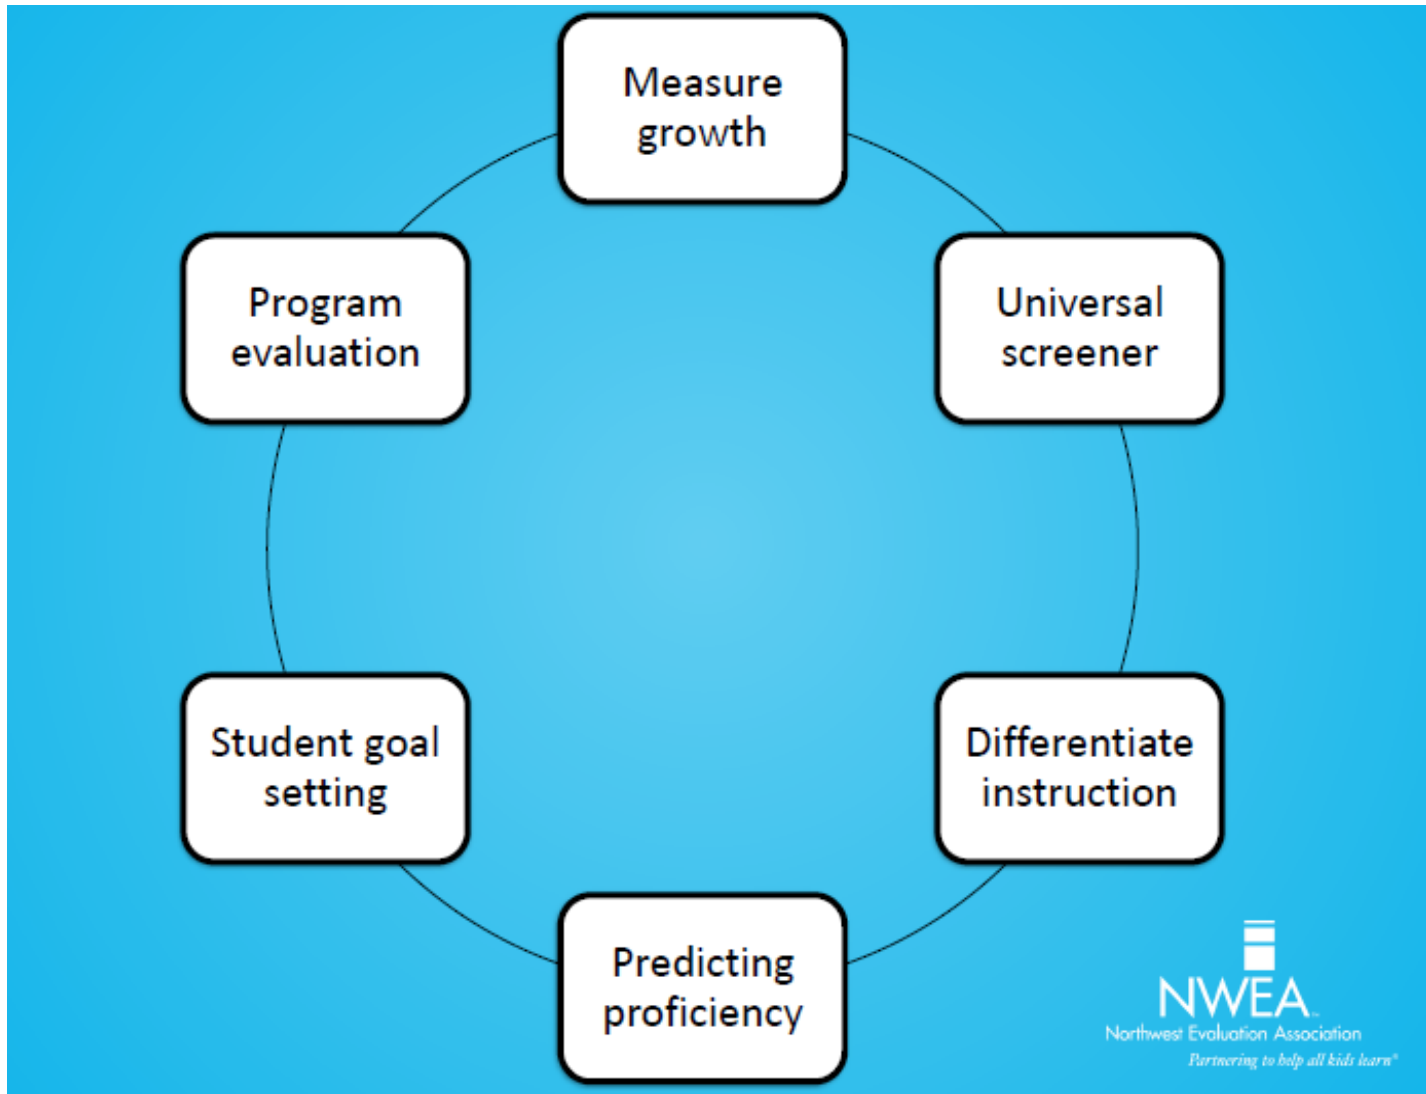 Measure
growth
Universal
screener
Differentiate
instruction
Predicting
proficiency
Student goal
setting
Program
evaluation
NWEA™
Northwest Evaluation Association
Partnering to help all kids learn®